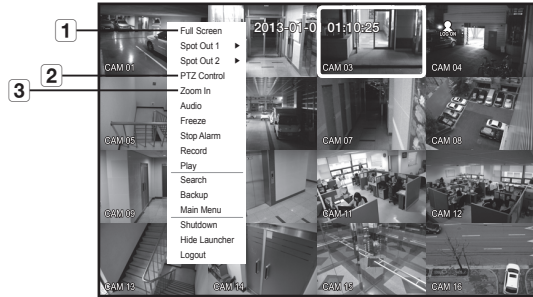 1
2
3
Full Screen
Spot Out 1
Spot Out 2
PTZ Control
Zoom In
Audio
Freeze
Stop Alarm
Record
Play
Search
Backup
Main Menu
Shutdown
Hide Launcher
Logout
2013-01-0 01:10:25
LOG ON
CAM 01
CAM 03
CAM 04
CAM 05
CAM 07
CAM 08
CAM 09
CAM 11
CAM 12
CAM 13
CAM 14
CAM 15
CAM 16